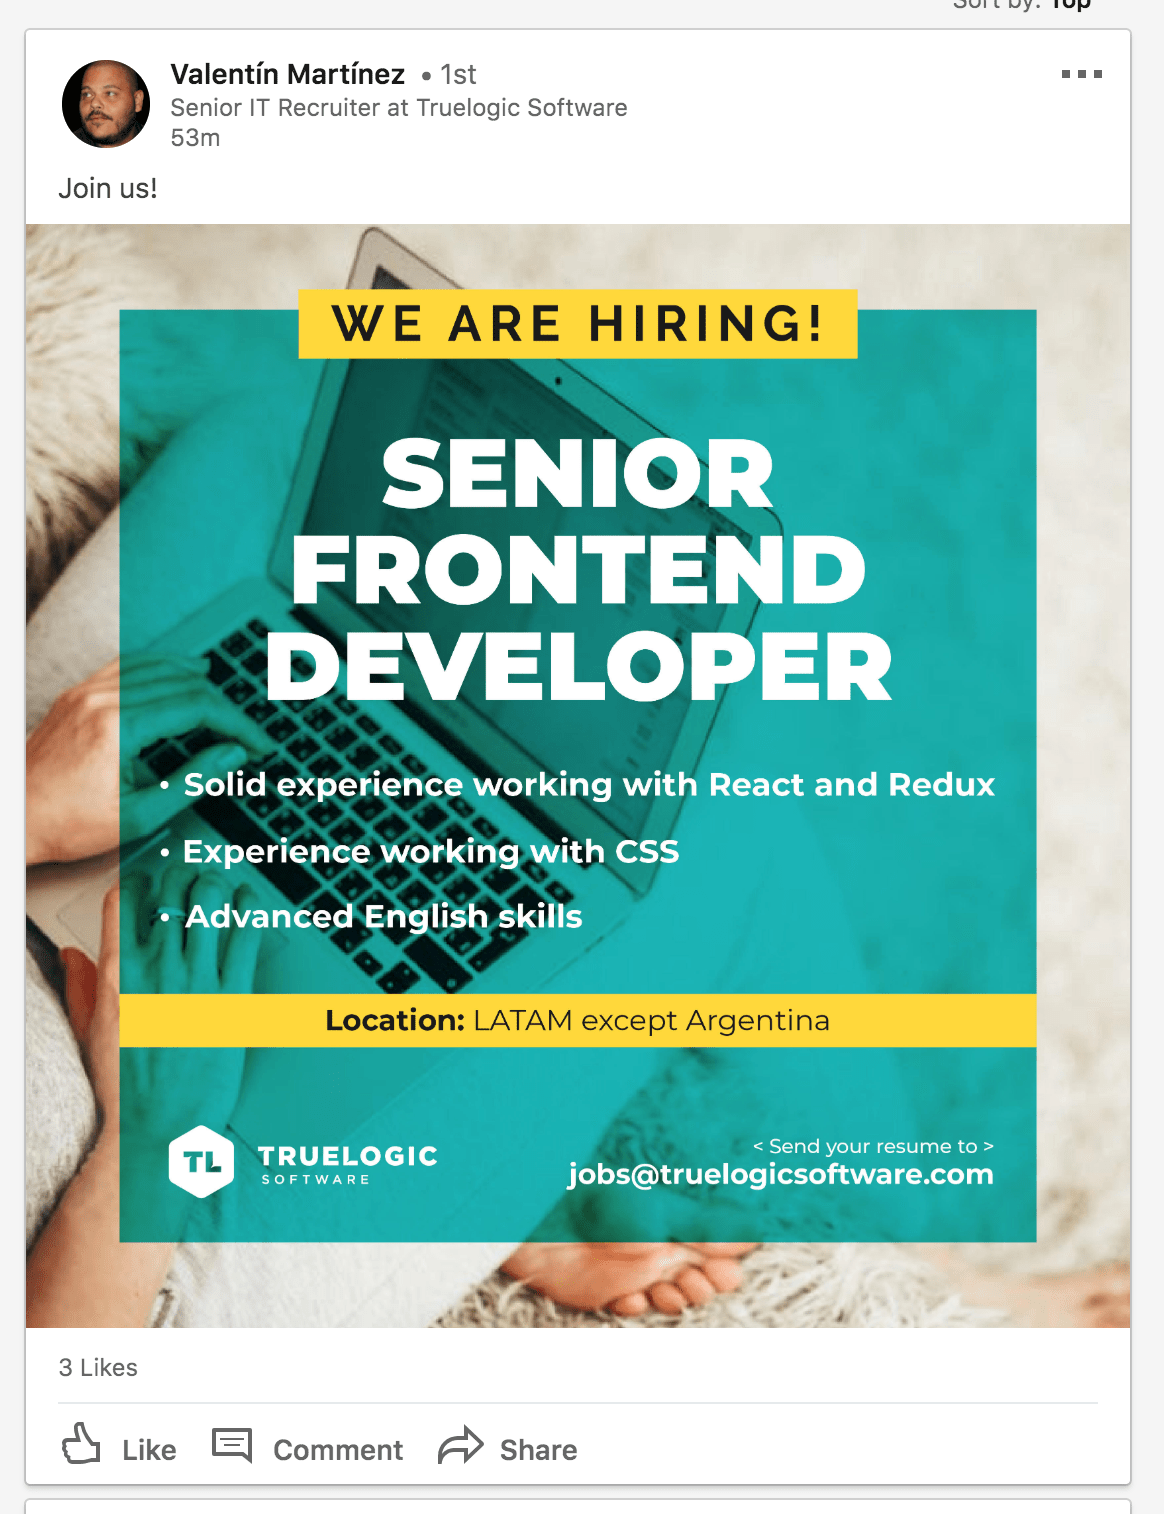 Sort by: Top
Valentín Martínez • 1st
Senior IT Recruiter at Truelogic Software
53m
Join us!
WE ARE HIRING!
SENIOR
FRONTEND
DEVELOPER
• Solid experience working with React and Redux
• Experience working with CSS
• Advanced English skills
Location: LATAM except Argentina
TL TRUELOGIC
SOFTWARE
< Send your resume to >
jobs@truelogicsoftware.com
3 Likes
Like Comment Share